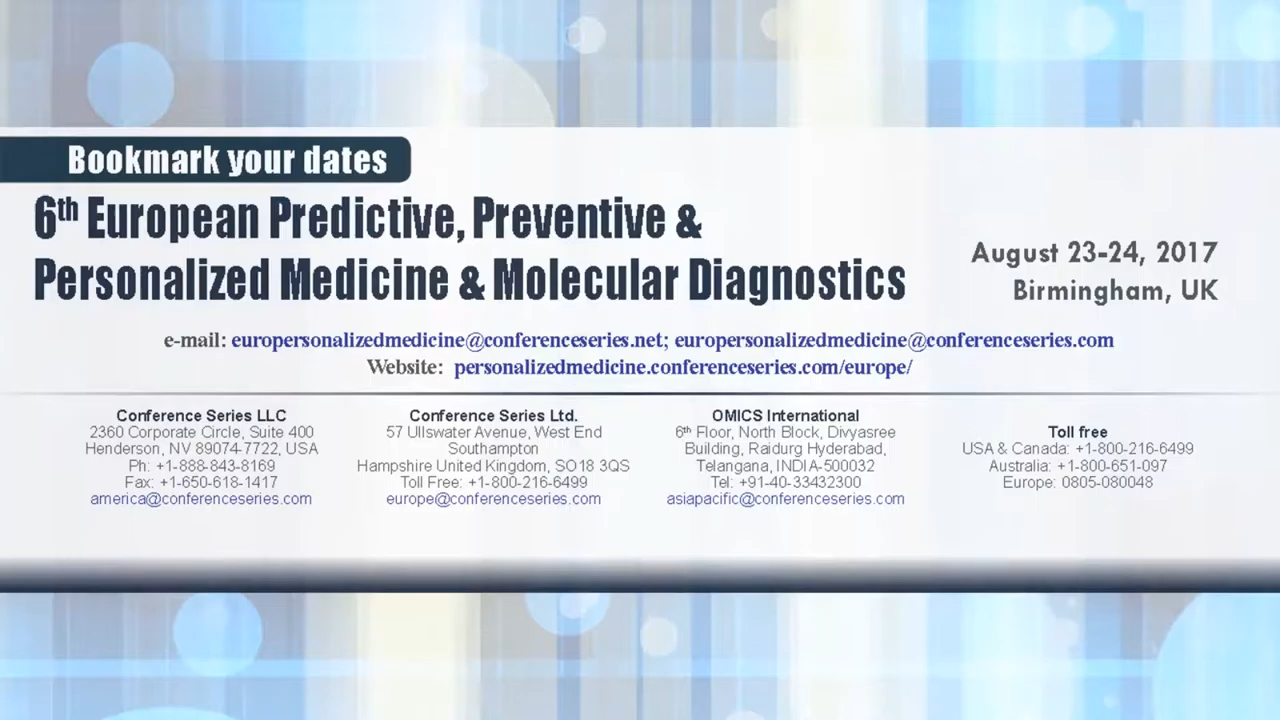 Bookmark your dates
6th European Predictive, Preventive &
Personalized Medicine & Molecular Diagnostics
August 23-24, 2017
Birmingham, UK
e-mail: europersonalizedmedicine@conferenceseries.net; europersonalizedmedicine@conferenceseries.com
Website: personalizedmedicine.conferenceseries.com/europe/
Conference Series LLC
2360 Corporate Circle, Suite 400
Henderson, NV 89074-7722, USA
Ph: +1-888-843-8169
Fax: +1-650-618-1417
america@conferenceseries.com
Conference Series Ltd.
57 Ullswater Avenue, West End
Southampton
Hampshire United Kingdom, SO18 3QS
Toll Free: +1-800-216-6499
europe@conferenceseries.com
OMICS International
6th Floor, North Block, Divyasree
Building, Raidurg Hyderabad,
Telangana, INDIA-500032
Tel: +91-40-33432300
asiapacific@conferenceseries.com
Toll free
USA & Canada: +1-800-216-6499
Australia: +1-800-651-097
Europe: 0805-080048